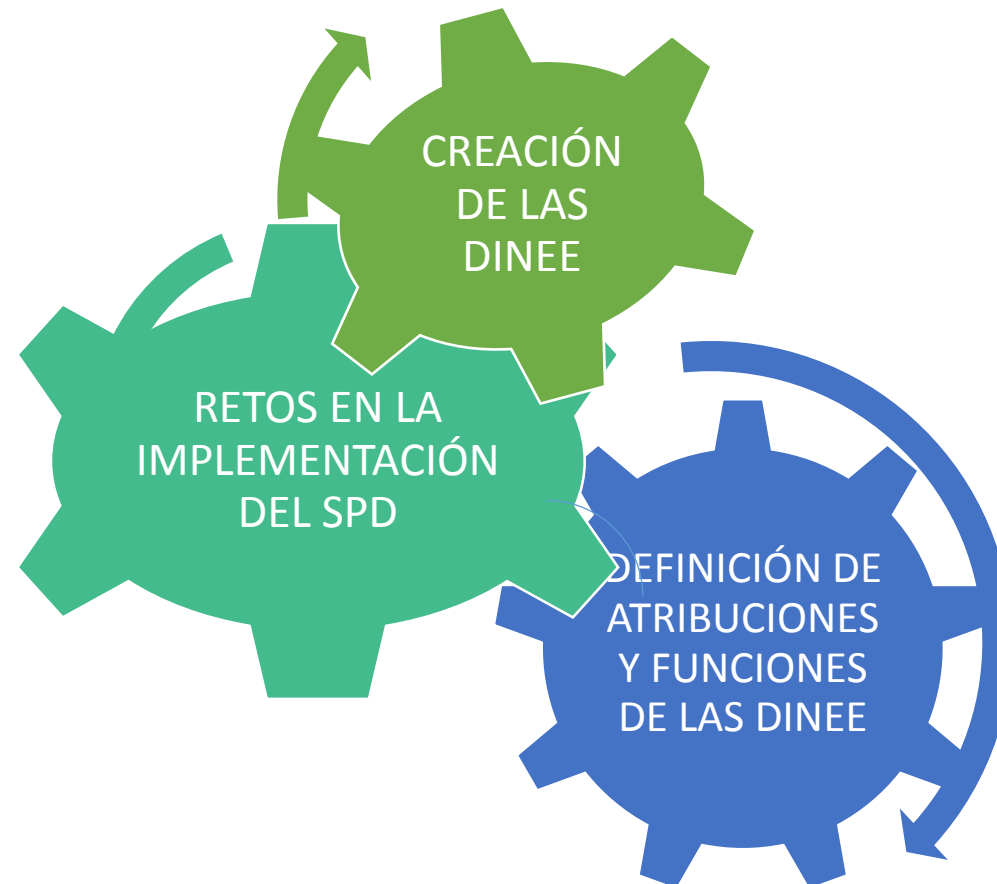 CREACIÓN
DE LAS
DINEE
RETOS EN LA
IMPLEMENTACIÓN
DEL SPD
DEFINICIÓN DE
ATRIBUCIONES
Y FUNCIONES
DE LAS DINEE